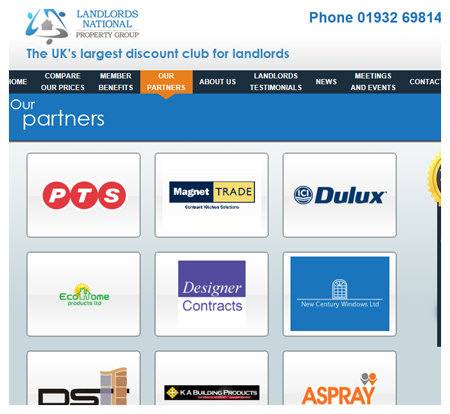 LANDLORDS
NATIONAL
PROPERTY GROUP
Phone 01932 69814
The UK's largest discount club for landlords
HOME
COMPARE
OUR PRICES
MEMBER
BENEFITS
OUR
PARTNERS
ABOUT US
LANDLORDS
TESTIMONIALS
NEWS
MEETINGS
AND EVENTS
CONTAC
Our
partners
PTS
Magnet TRADE
Contract Kitchen Solutions
ICI Dulux
EcoHome
products ltd
Designer
Contracts
New Century Windows Ltd
DST
K A BUILDING PRODUCTS
ASPRAY